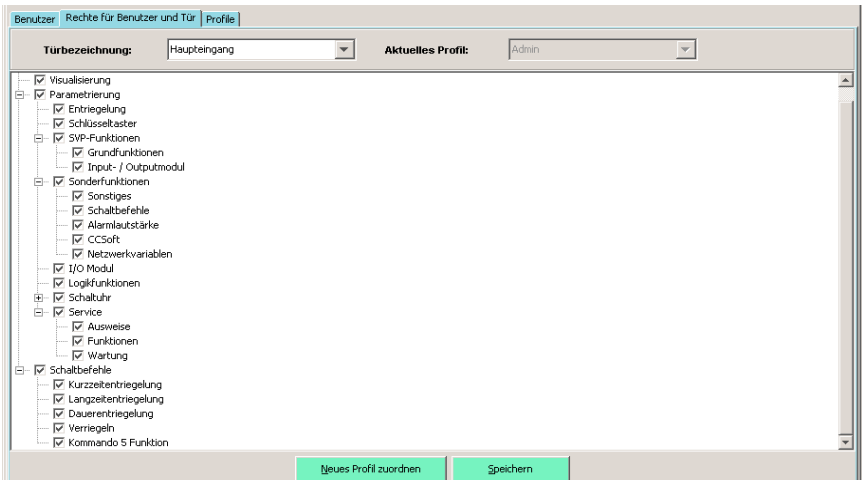 Benutzer Rechte für Benutzer und Tür Profile
Türbezeichnung: Haupteingang Aktuelles Profil: Admin
Visualisierung
Parametrierung
Entriegelung
Schlüsseltaster
SVP-Funktionen
Grundfunktionen
Input- / Outputmodul
Sonderfunktionen
Sonstiges
Schaltbefehle
Alarmlautstärke
CCSoft
Netzwerkvariablen
I/O Modul
Logikfunktionen
Schaltuhr
Service
Ausweise
Funktionen
Wartung
Schaltbefehle
Kurzzeitentriegelung
Langzeitentriegelung
Dauerentriegelung
Verriegeln
Kommando 5 Funktion
Neues Profil zuordnen Speichern